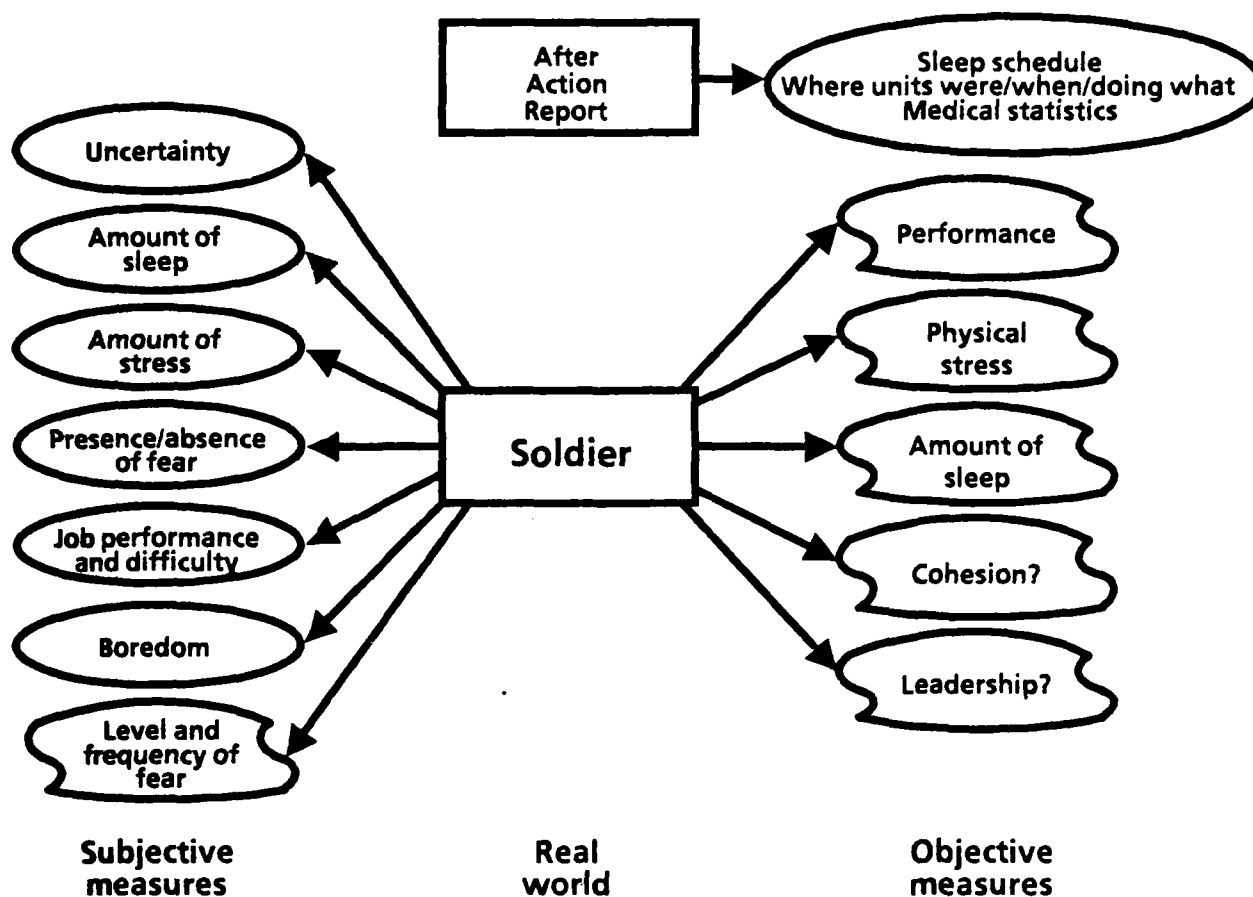 After
Action
Report
Sleep schedule
Where units were/when/doing what
Medical statistics
Uncertainty
Amount of
sleep
Amount of
stress
Presence/absence
of fear
Job performance
and difficulty
Boredom
Level and
frequency of
fear
Soldier
Performance
Physical
stress
Amount of
sleep
Cohesion?
Leadership?
Subjective
measures
Real
world
Objective
measures